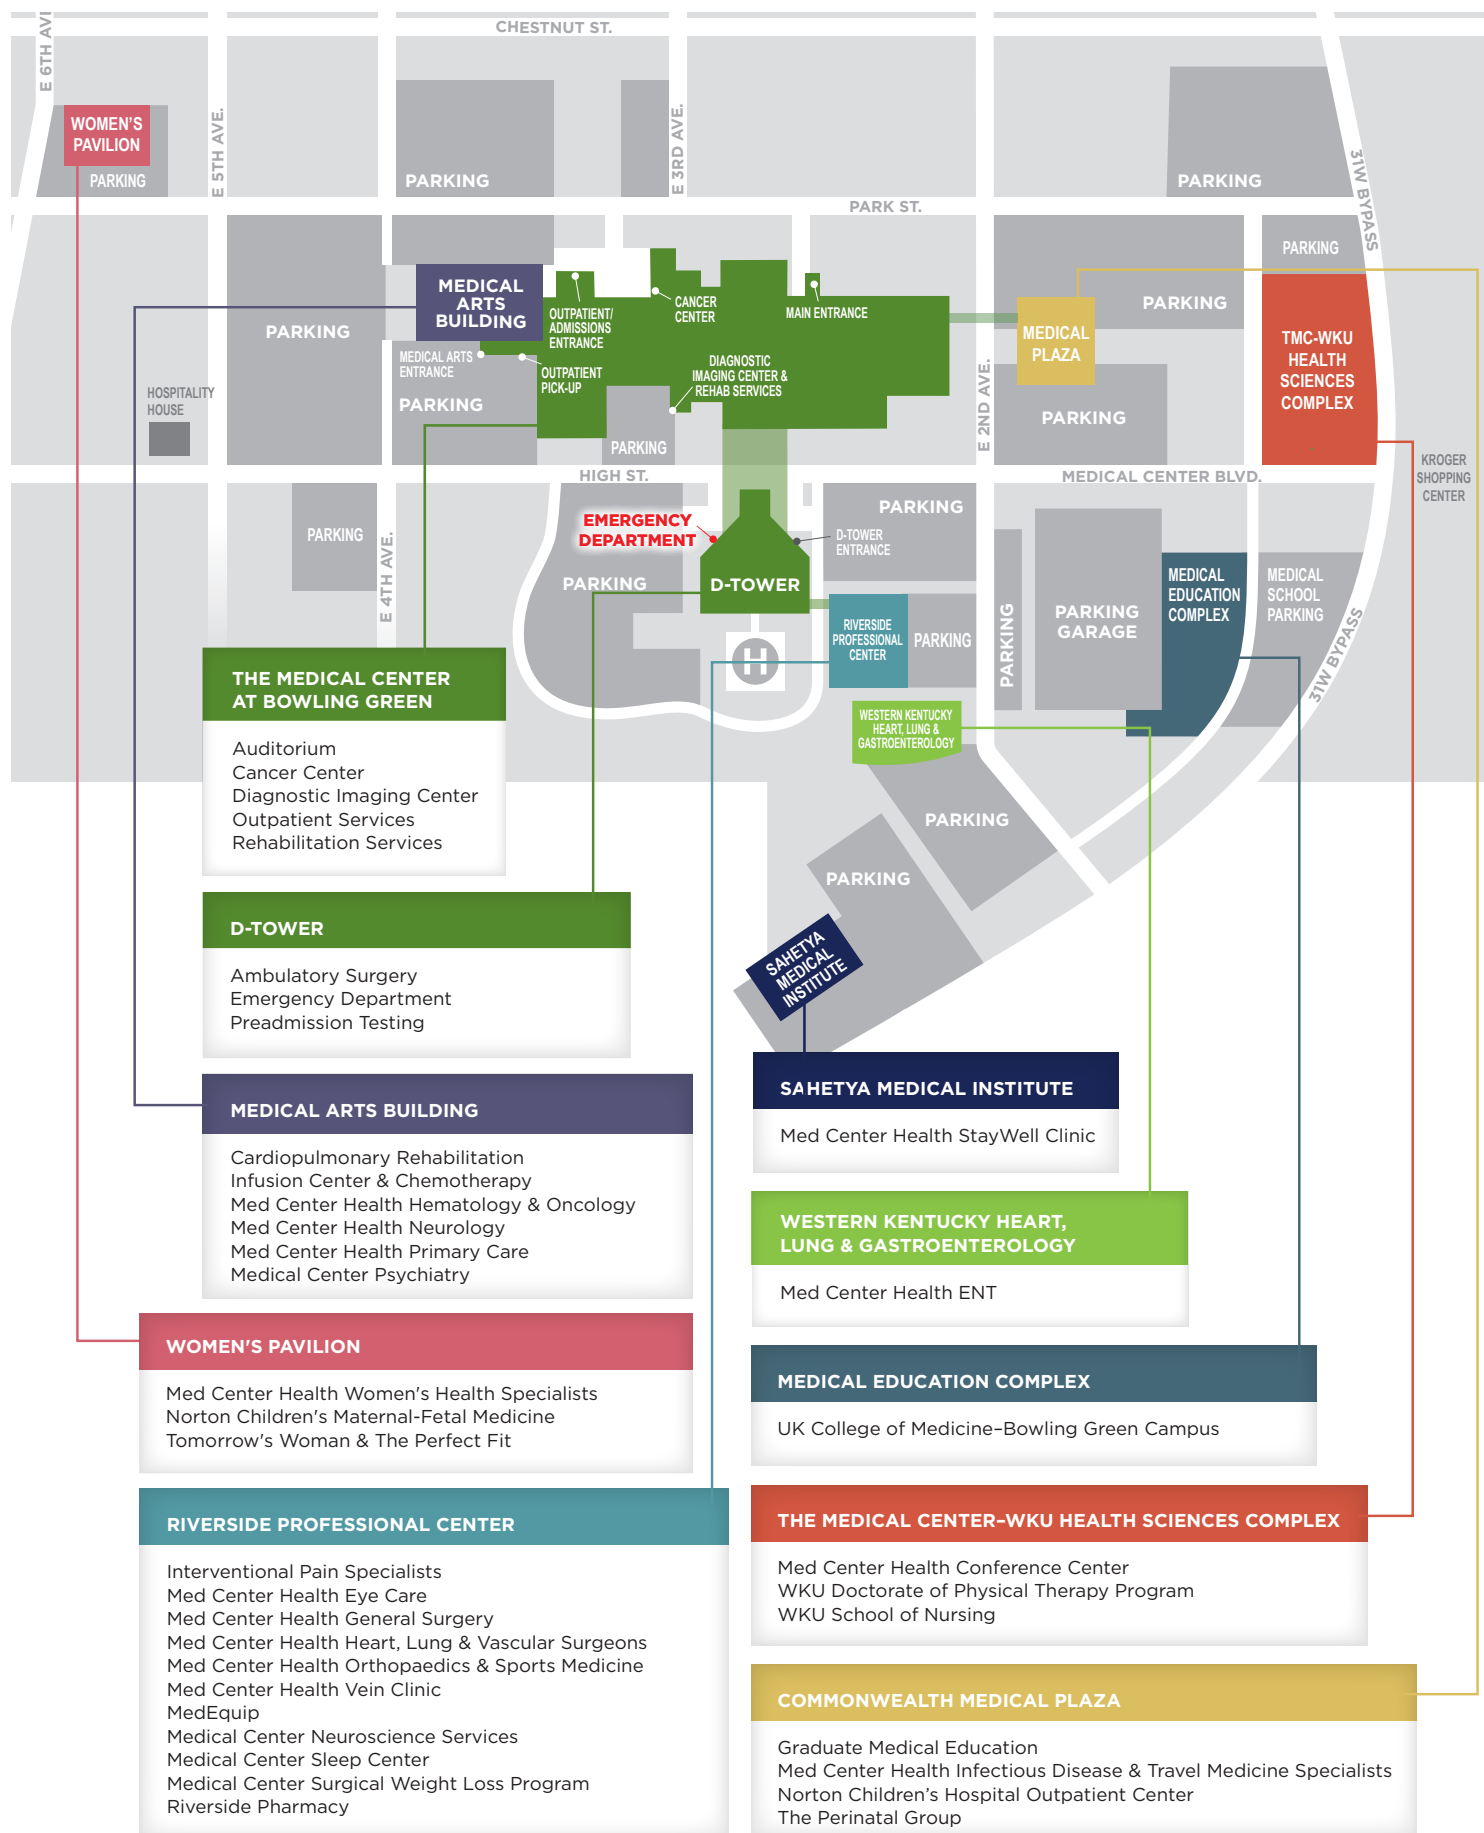 CHESTNUT ST.
E 6TH AVE
WOMEN'S
PAVILION
PARKING
E 5TH AVE.
PARKING
E 3RD AVE.
PARKING
31W BYPASS
PARK ST.
MEDICAL
ARTS
BUILDING
OUTPATIENT/
ADMISSIONS
ENTRANCE
CANCER
CENTER
MAIN ENTRANCE
PARKING
PARKING
PARKING
MEDICAL
PLAZA
TMC-WKU
HEALTH
SCIENCES
COMPLEX
MEDICAL ARTS
ENTRANCE
OUTPATIENT
PICK-UP
DIAGNOSTIC
IMAGING CENTER &
REHAB SERVICES
E 2ND AVE.
HOSPITALITY
HOUSE
PARKING
PARKING
PARKING
HIGH ST.
MEDICAL CENTER BLVD.
KROGER
SHOPPING
CENTER
PARKING
E 4TH AVE.
EMERGENCY
DEPARTMENT
PARKING
D-TOWER
ENTRANCE
PARKING
D-TOWER
MEDICAL
EDUCATION
COMPLEX
MEDICAL
SCHOOL
PARKING
PARKING
GARAGE
PARKING
RIVERSIDE
PROFESSIONAL
CENTER
PARKING
H
31W BYPASS
WESTERN KENTUCKY
HEART, LUNG &
GASTROENTEROLOGY
PARKING
PARKING
SAHETYA
MEDICAL
INSTITUTE
THE MEDICAL CENTER
AT BOWLING GREEN
Auditorium
Cancer Center
Diagnostic Imaging Center
Outpatient Services
Rehabilitation Services
D-TOWER
Ambulatory Surgery
Emergency Department
Preadmission Testing
MEDICAL ARTS BUILDING
Cardiopulmonary Rehabilitation
Infusion Center & Chemotherapy
Med Center Health Hematology & Oncology
Med Center Health Neurology
Med Center Health Primary Care
Medical Center Psychiatry
WOMEN'S PAVILION
Med Center Health Women's Health Specialists
Norton Children's Maternal-Fetal Medicine
Tomorrow's Woman & The Perfect Fit
RIVERSIDE PROFESSIONAL CENTER
Interventional Pain Specialists
Med Center Health Eye Care
Med Center Health General Surgery
Med Center Health Heart, Lung & Vascular Surgeons
Med Center Health Orthopaedics & Sports Medicine
Med Center Health Vein Clinic
MedEquip
Medical Center Neuroscience Services
Medical Center Sleep Center
Medical Center Surgical Weight Loss Program
Riverside Pharmacy
SAHETYA MEDICAL INSTITUTE
Med Center Health StayWell Clinic
WESTERN KENTUCKY HEART,
LUNG & GASTROENTEROLOGY
Med Center Health ENT
MEDICAL EDUCATION COMPLEX
UK College of Medicine–Bowling Green Campus
THE MEDICAL CENTER–WKU HEALTH SCIENCES COMPLEX
Med Center Health Conference Center
WKU Doctorate of Physical Therapy Program
WKU School of Nursing
COMMONWEALTH MEDICAL PLAZA
Graduate Medical Education
Med Center Health Infectious Disease & Travel Medicine Specialists
Norton Children’s Hospital Outpatient Center
The Perinatal Group